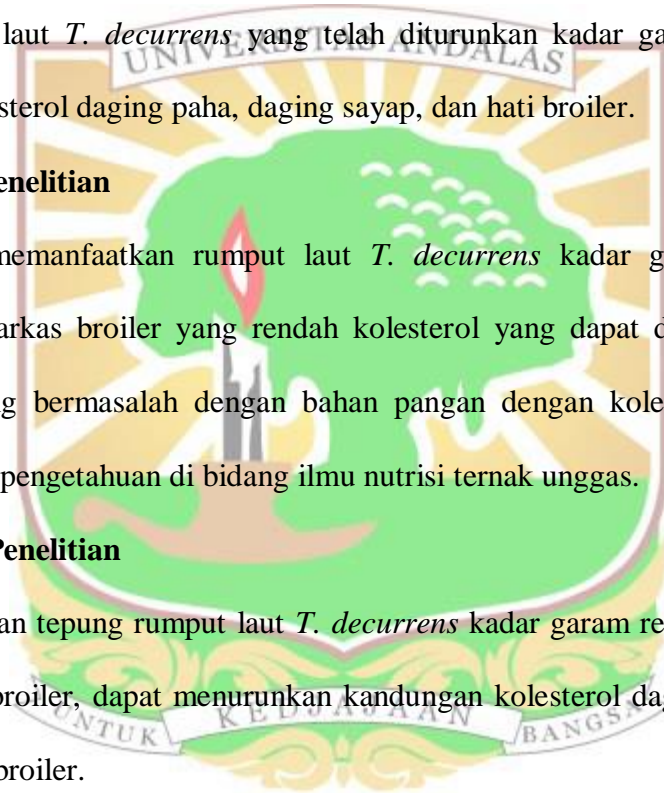 laut T. decurrens yang telah diturunkan kadar ga
UNIVERSITAS ANDALAS
sterol daging paha, daging sayap, dan hati broiler.
enelitian
memanfaatkan rumput laut T. decurrens kadar g
arkas broiler yang rendah kolesterol yang dapat d
g bermasalah dengan bahan pangan dengan kole
pengetahuan di bidang ilmu nutrisi ternak unggas.
Penelitian
an tepung rumput laut T. decurrens kadar garam re
broiler, dapat menurunkan kandungan kolesterol dag
UNTUK KEDJAJAAN BANGSA
broiler.